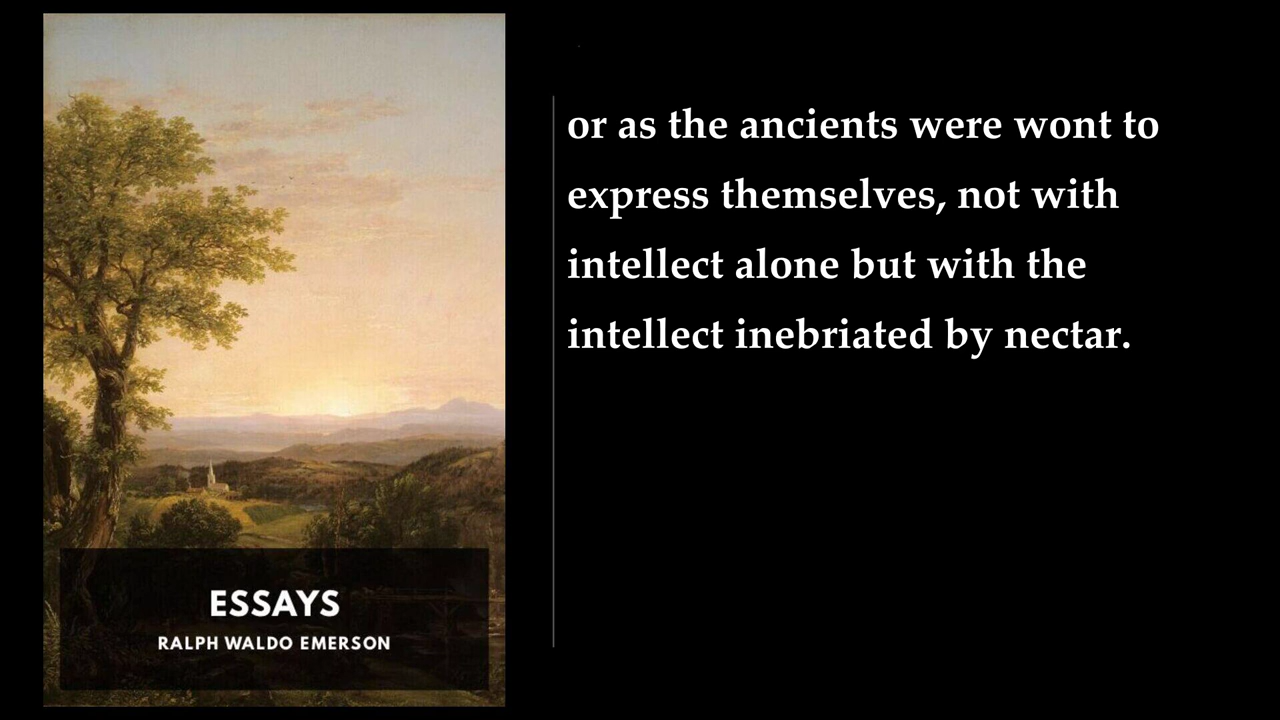 or as the ancients were wont to
express themselves, not with
intellect alone but with the
intellect inebriated by nectar.
ESSAYS
RALPH WALDO EMERSON